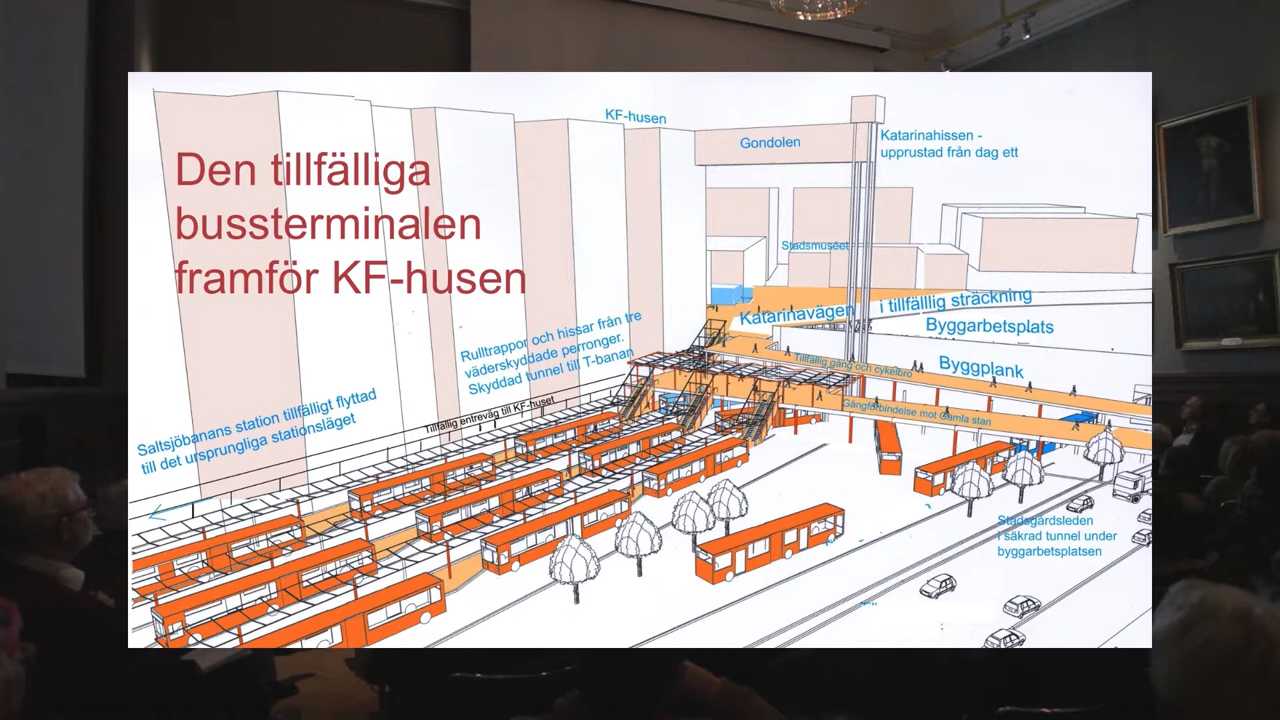 Den tillfälliga
bussterminalen
framför KF-husen
KF-husen
Gondolen
Katarinahissen -
upprustad från dag ett
Stadsmuséet
Katarinavägen
i tillfälllig sträckning
Byggarbetsplats
Byggplank
Tillfällig gång och cykelbro
Gångförbindelse mot Gamla stan
Rulltrappor och hissar från tre
väderskyddade perronger.
Skyddad tunnel till T-banan
Tillfällig entreväg till KF-huset
Saltsjöbanans station tillfälligt flyttad
till det ursprungliga stationsläget
Stadsgårdsleden
i säkrad tunnel under
byggarbetsplatsen